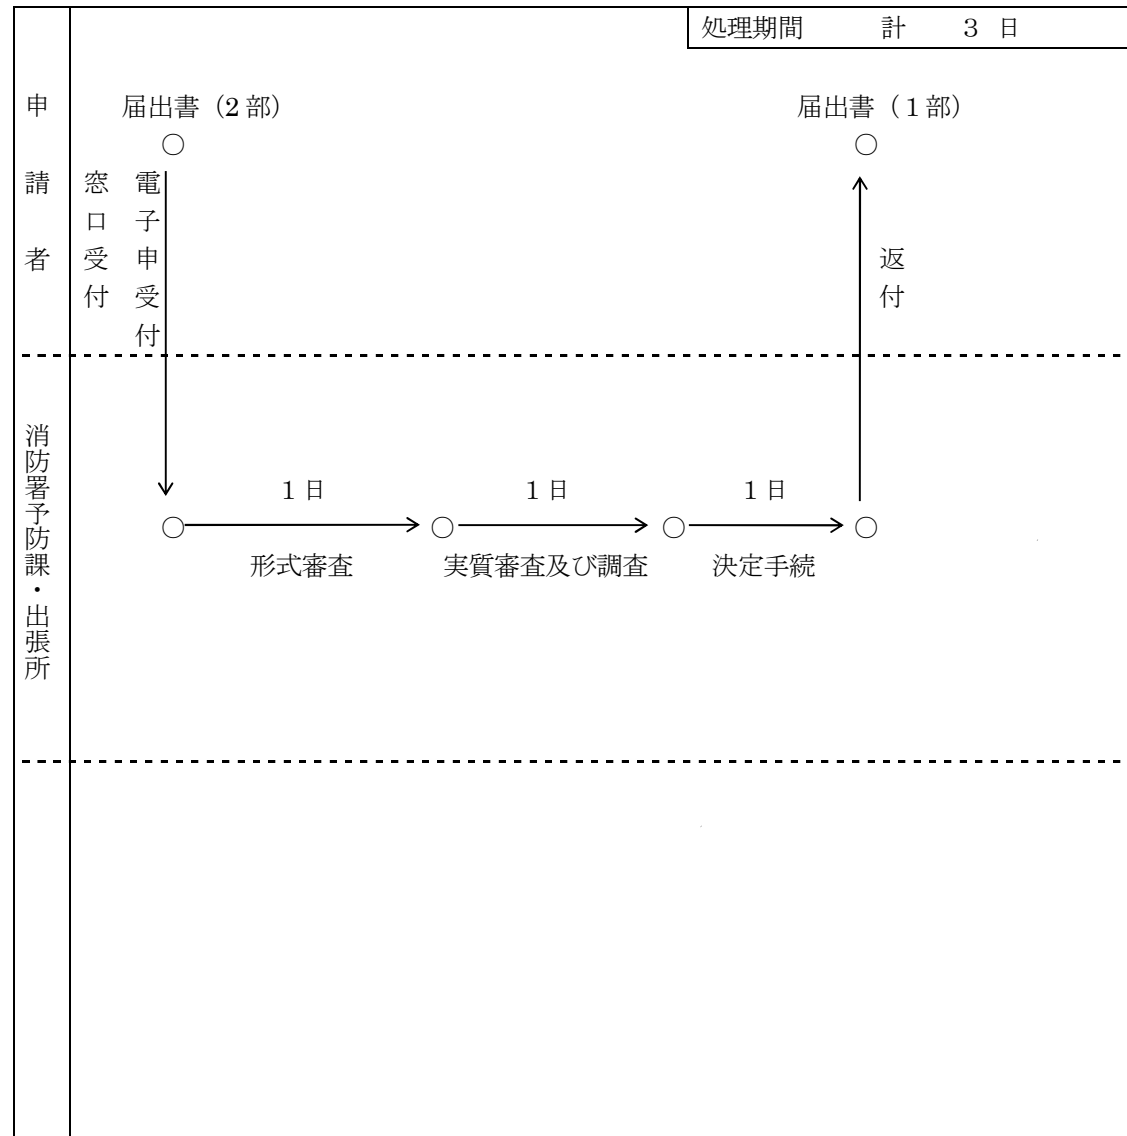 処理期間　計　３ 日
申請者
届出書（2 部）
届出書（１部）
窓口受付
電子申受付
返付
消防署予防課・出張所
１日
１日
１日
形式審査
実質審査及び調査
決定手続